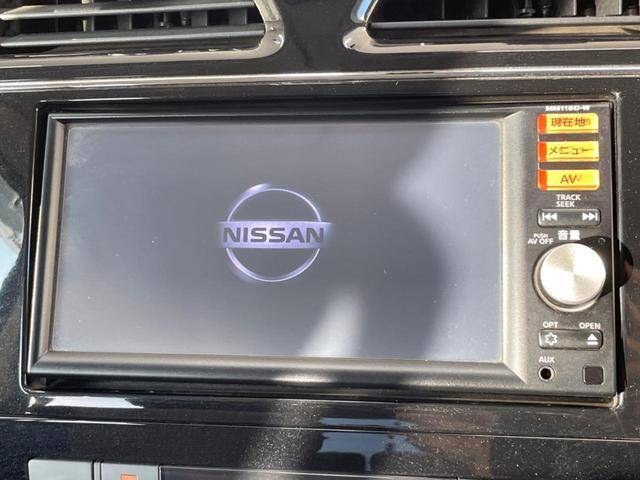 MM115D-W
現在地
メニュー
AV
TRACK
SEEK
NISSAN
PUSH
AV OFF
音量
OPT
OPEN
AUX